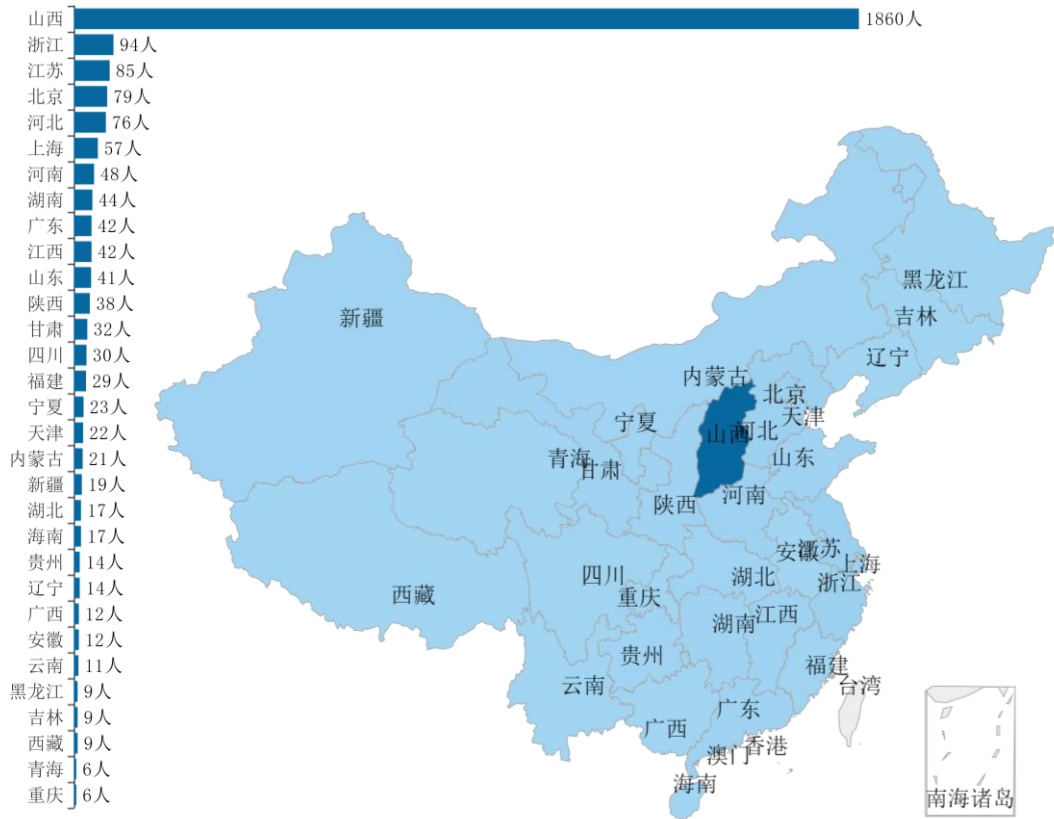 山西 1860人
浙江 94人
江苏 85人
北京 79人
河北 76人
上海 57人
河南 48人
湖南 44人
广东 42人
江西 42人
山东 41人
陕西 38人
甘肃 32人
四川 30人
福建 29人
宁夏 23人
天津 22人
内蒙古 21人
新疆 19人
湖北 17人
海南 17人
贵州 14人
辽宁 14人
广西 12人
安徽 12人
云南 11人
黑龙江 9人
吉林 9人
西藏 9人
青海 6人
重庆 6人
黑龙江
吉林
新疆
辽宁
内蒙古
北京
天津
宁夏
山西
河北
青海
甘肃
山东
陕西
河南
安徽
江苏
上海
四川
湖北
浙江
西藏
重庆
湖南
江西
贵州
福建
云南
台湾
广东
广西
香港
澳门
海南
南海诸岛